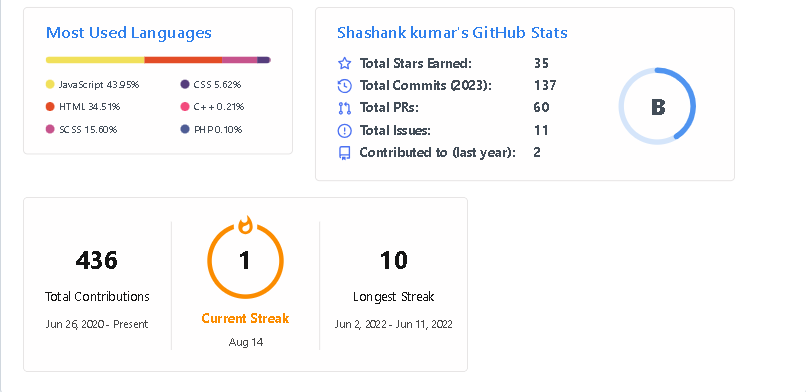 Most Used Languages
JavaScript 43.95%
CSS 5.62%
HTML 34.51%
C++ 0.21%
SCSS 15.60%
PHP 0.10%
Shashank kumar's GitHub Stats
Total Stars Earned: 35
Total Commits (2023): 137
Total PRs: 60
Total Issues: 11
Contributed to (last year): 2
B
436
Total Contributions
Jun 26, 2020 - Present
1
Current Streak
Aug 14
10
Longest Streak
Jun 2, 2022 - Jun 11, 2022